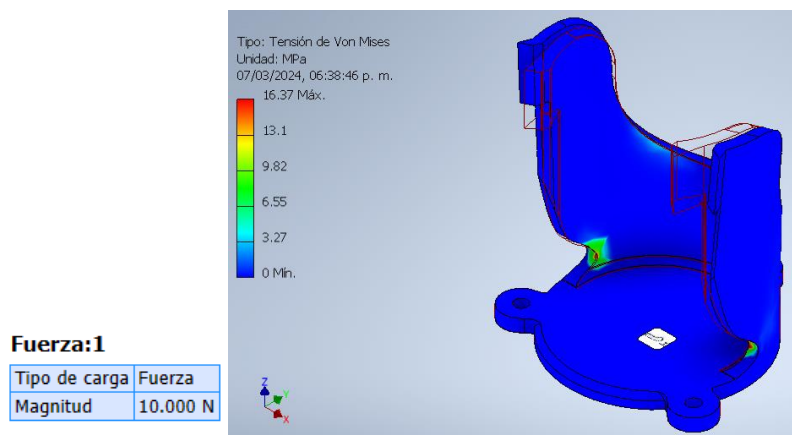 Tipo: Tensión de Von Mises
Unidad: MPa
07/03/2024, 06:38:46 p. m.
16.37 Máx.
13.1
9.82
6.55
3.27
0 Mín.
Fuerza:1
Tipo de carga Fuerza
Magnitud 10.000 N
Z
Y
X